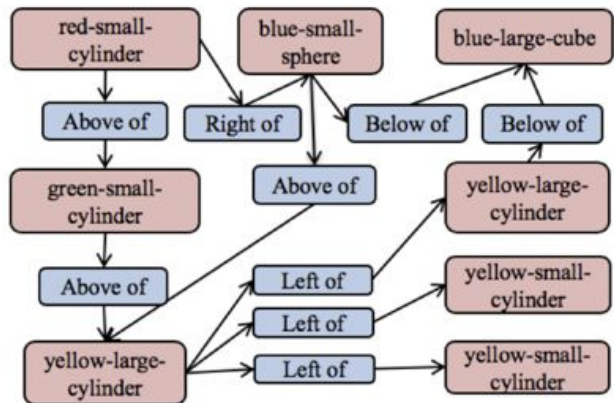 red-small-
cylinder
blue-small-
sphere
blue-large-cube
Above of
Right of
Below of
Below of
green-small-
cylinder
Above of
yellow-large-
cylinder
Above of
Left of
yellow-small-
cylinder
Left of
yellow-large-
cylinder
Left of
yellow-small-
cylinder